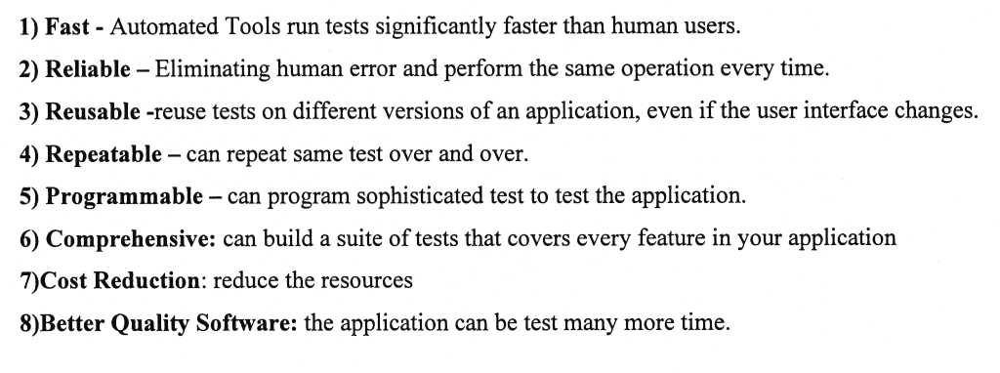 1) Fast - Automated Tools run tests significantly faster than human users.
2) Reliable – Eliminating human error and perform the same operation every time.
3) Reusable -reuse tests on different versions of an application, even if the user interface changes.
4) Repeatable – can repeat same test over and over.
5) Programmable – can program sophisticated test to test the application.
6) Comprehensive: can build a suite of tests that covers every feature in your application
7)Cost Reduction: reduce the resources
8)Better Quality Software: the application can be test many more time.